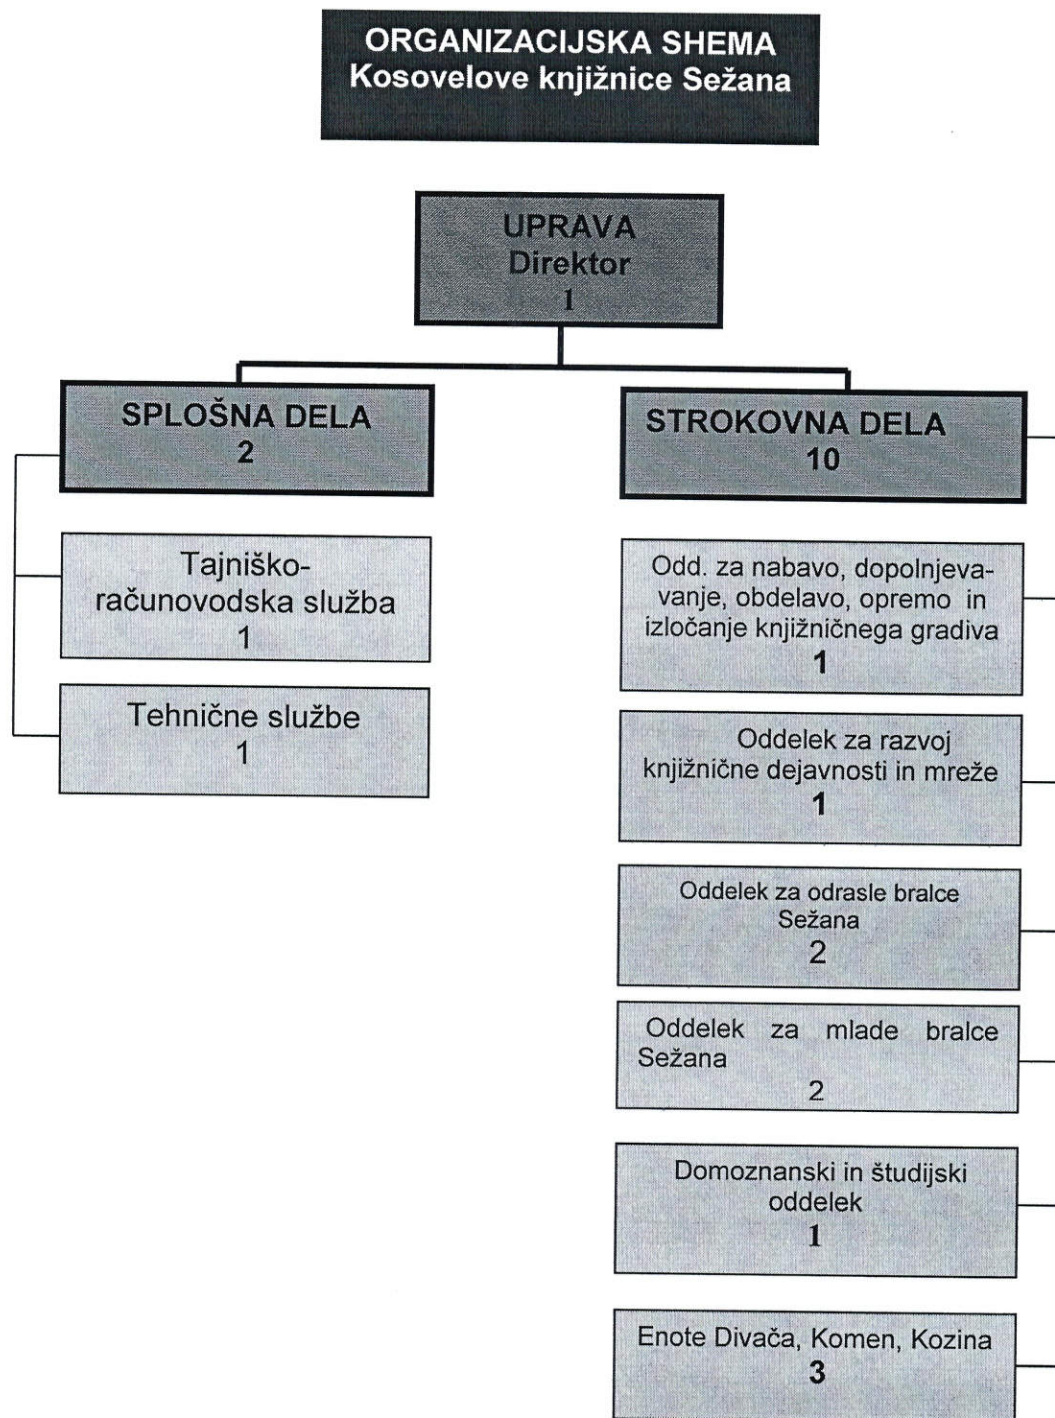 ORGANIZACIJSKA SHEMA
Kosovelove knjižnice Sežana
UPRAVA
Direktor
1
SPLOŠNA DELA
2
Tajniško-
računovodska služba
1
Tehnične službe
1
STROKOVNA DELA
10
Odd. za nabavo, dopolnjeva-
vanje, obdelavo, opremo in
izločanje knjižničnega gradiva
1
Oddelek za razvoj
knjižnične dejavnosti in mreže
1
Oddelek za odrasle bralce
Sežana
2
Oddelek za mlade bralce
Sežana
2
Domoznanski in študijski
oddelek
1
Enote Divača, Komen, Kozina
3